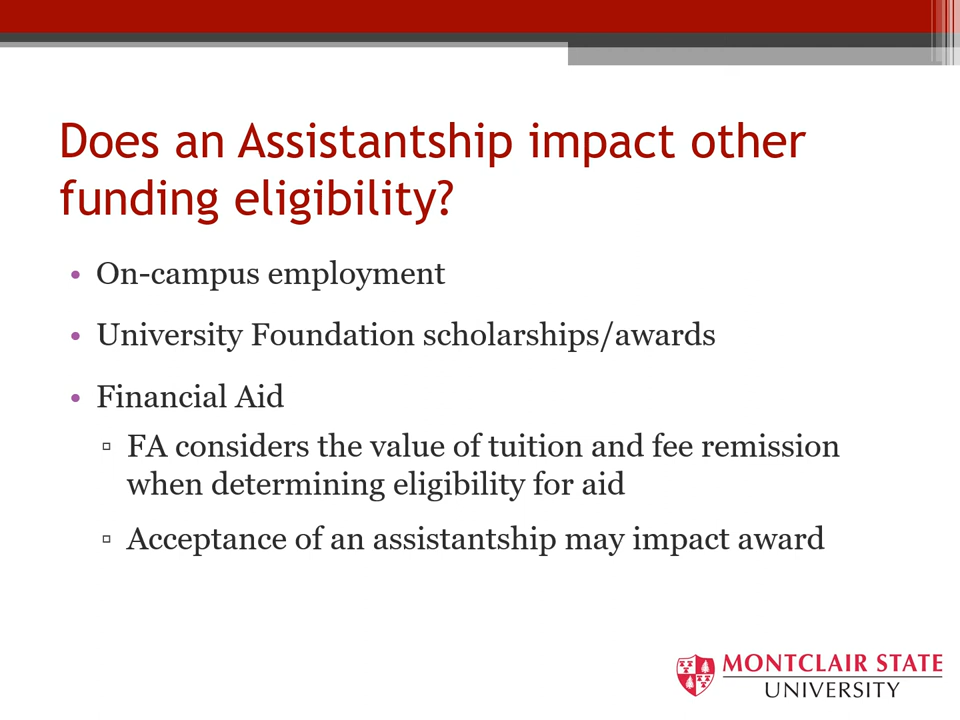 Does an Assistantship impact other
funding eligibility?
• On-campus employment
• University Foundation scholarships/awards
• Financial Aid
▫ FA considers the value of tuition and fee remission
when determining eligibility for aid
▫ Acceptance of an assistantship may impact award
MONTCLAIR STATE
UNIVERSITY